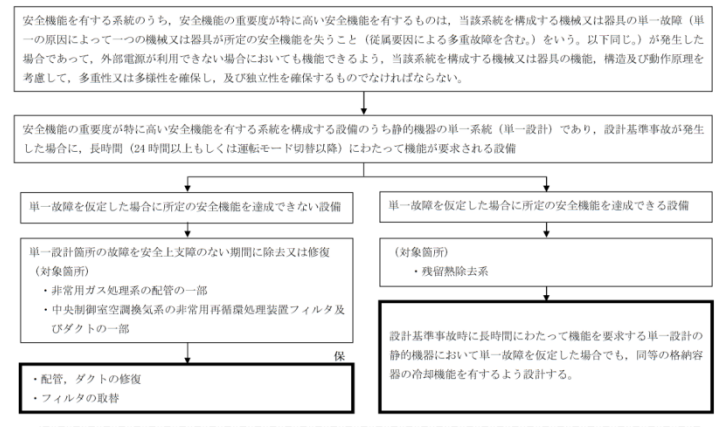 安全機能を有する系統のうち，安全機能の重要度が特に高い安全機能を有するものは，当該系統を構成する機械又は器具の単一故障（単
一の原因によって一つの機械又は器具が所定の安全機能を失うこと（従属要因による多重故障を含む。）をいう。以下同じ。）が発生した
場合であって，外部電源が利用できない場合においても機能できるよう，当該系統を構成する機械又は器具の機能，構造及び動作原理を
考慮して，多重性又は多様性を確保し，及び独立性を確保するものでなければならない。
安全機能の重要度が特に高い安全機能を有する系統を構成する設備のうち静的機器の単一系統（単一設計）であり，設計基準事故が発生
した場合に，長時間（24 時間以上もしくは運転モード切替以降）にわたって機能が要求される設備
単一故障を仮定した場合に所定の安全機能を達成できない設備
単一設計箇所の故障を安全上支障のない期間に除去又は修復
（対象箇所）
・非常用ガス処理系の配管の一部
・中央制御室空調換気系の非常用再循環処理装置フィルタ及
びダクトの一部
保
・配管，ダクトの修復
・フィルタの取替
単一故障を仮定した場合に所定の安全機能を達成できる設備
（対象箇所）
・残留熱除去系
設計基準事故時に長時間にわたって機能を要求する単一設計の
静的機器において単一故障を仮定した場合でも，同等の格納容
器の冷却機能を有するよう設計する。